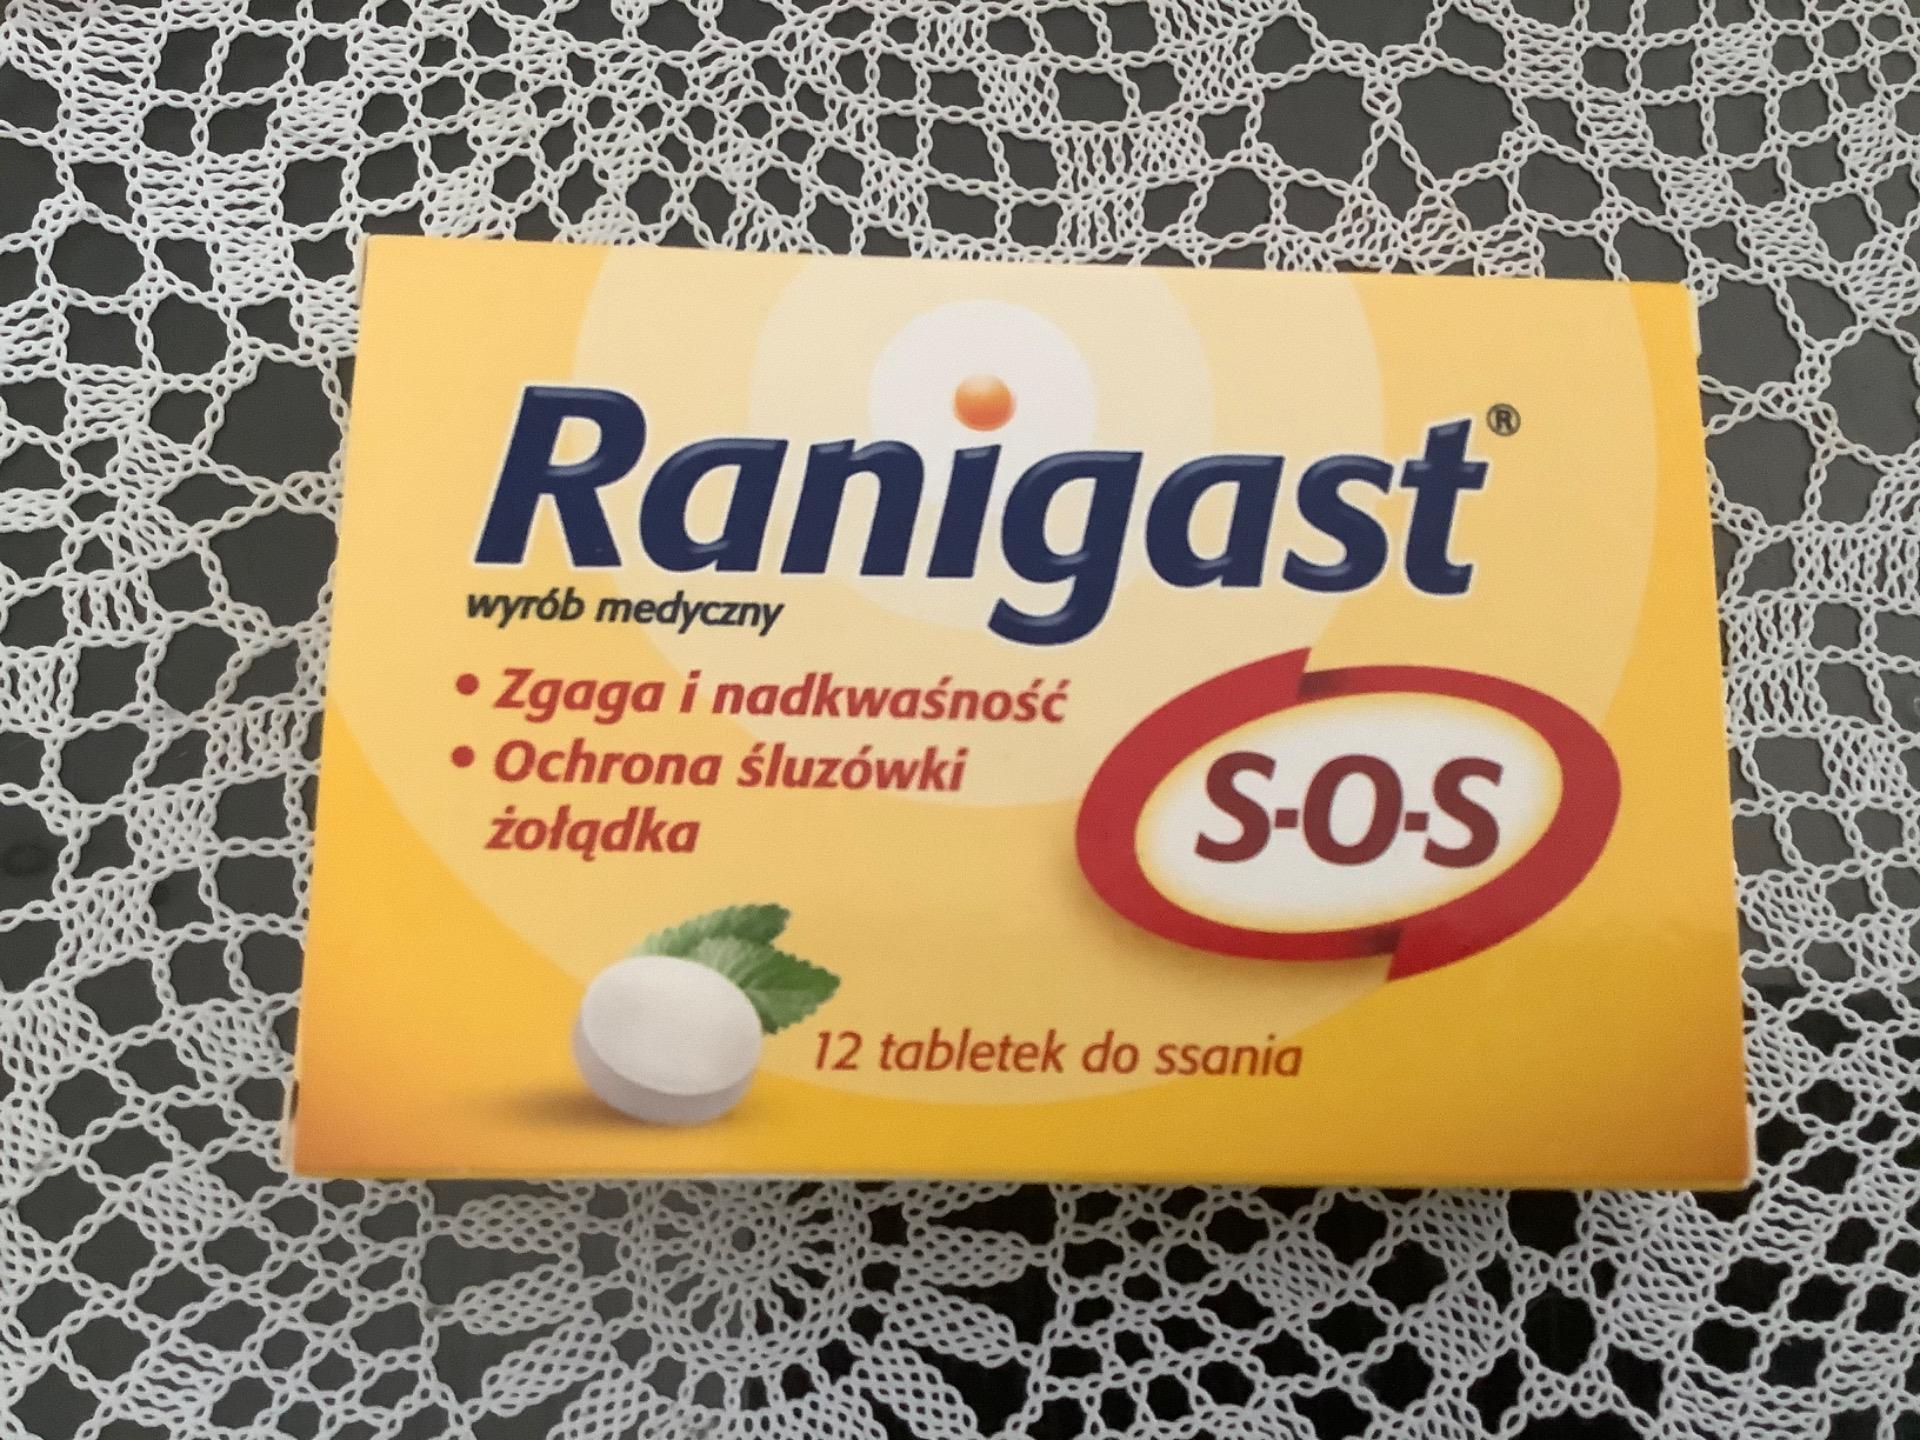 Ranigast®
wyrób medyczny
• Zgaga i nadkwaśność
• Ochrona śluzówki
żołądka
S-O-S
12 tabletek do ssania